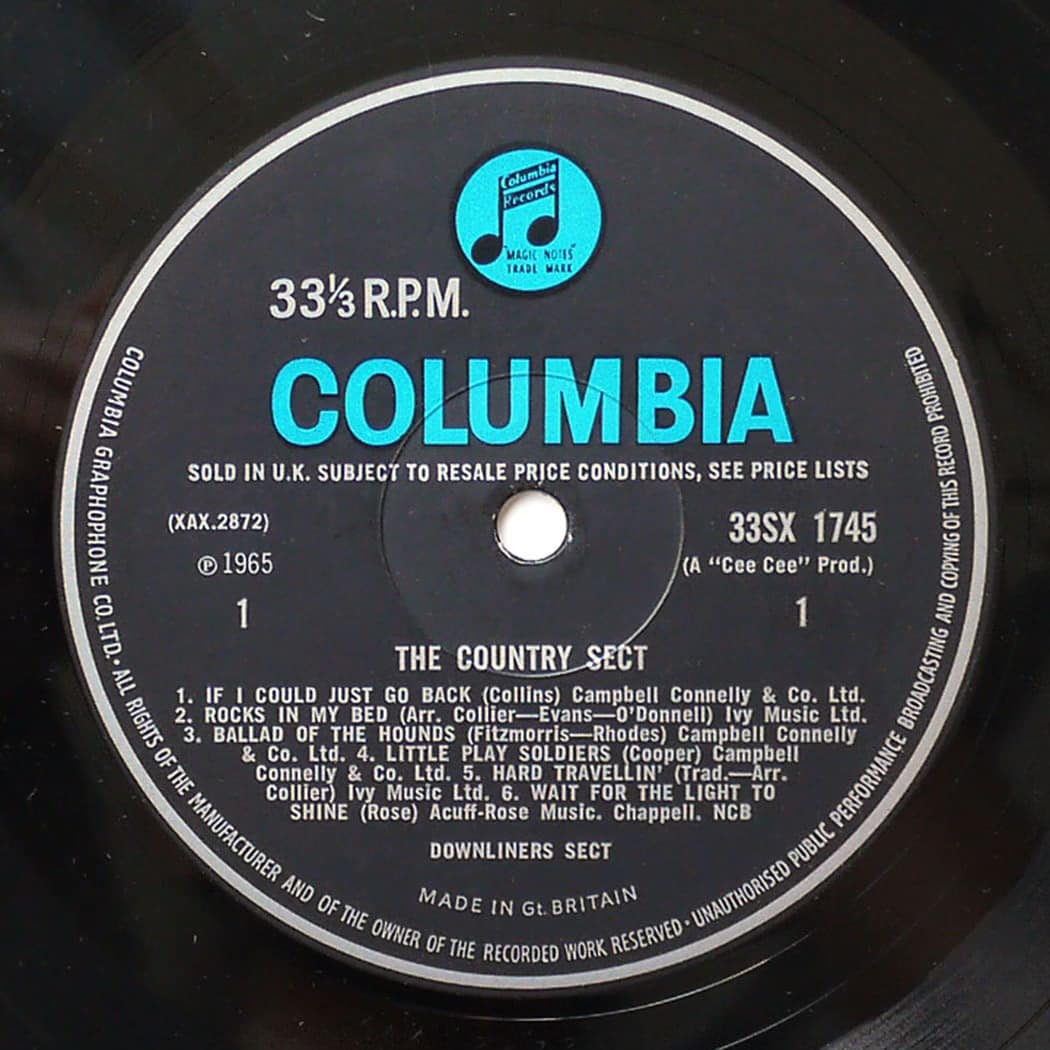 Columbia
Records
"MAGIC NOTES"
TRADE MARK
33⅓ R.P.M.
COLUMBIA
SOLD IN U.K. SUBJECT TO RESALE PRICE CONDITIONS, SEE PRICE LISTS
(XAX.2872)
33SX 1745
℗ 1965
(A "Cee Cee" Prod.)
1
1
THE COUNTRY SECT
1. IF I COULD JUST GO BACK (Collins) Campbell Connelly & Co. Ltd.
2. ROCKS IN MY BED (Arr. Collier—Evans—O'Donnell) Ivy Music Ltd.
3. BALLAD OF THE HOUNDS (Fitzmorris—Rhodes) Campbell Connelly
& Co. Ltd. 4. LITTLE PLAY SOLDIERS (Cooper) Campbell
Connelly & Co. Ltd. 5. HARD TRAVELLIN' (Trad.—Arr.
Collier) Ivy Music Ltd. 6. WAIT FOR THE LIGHT TO
SHINE (Rose) Acuff-Rose Music. Chappell. NCB
DOWNLINERS SECT
MADE IN Gt. BRITAIN
COLUMBIA GRAPHOPHONE CO. LTD. • ALL RIGHTS OF THE MANUFACTURER AND OF THE OWNER OF THE RECORDED WORK RESERVED • UNAUTHORISED PUBLIC PERFORMANCE BROADCASTING AND COPYING OF THIS RECORD PROHIBITED